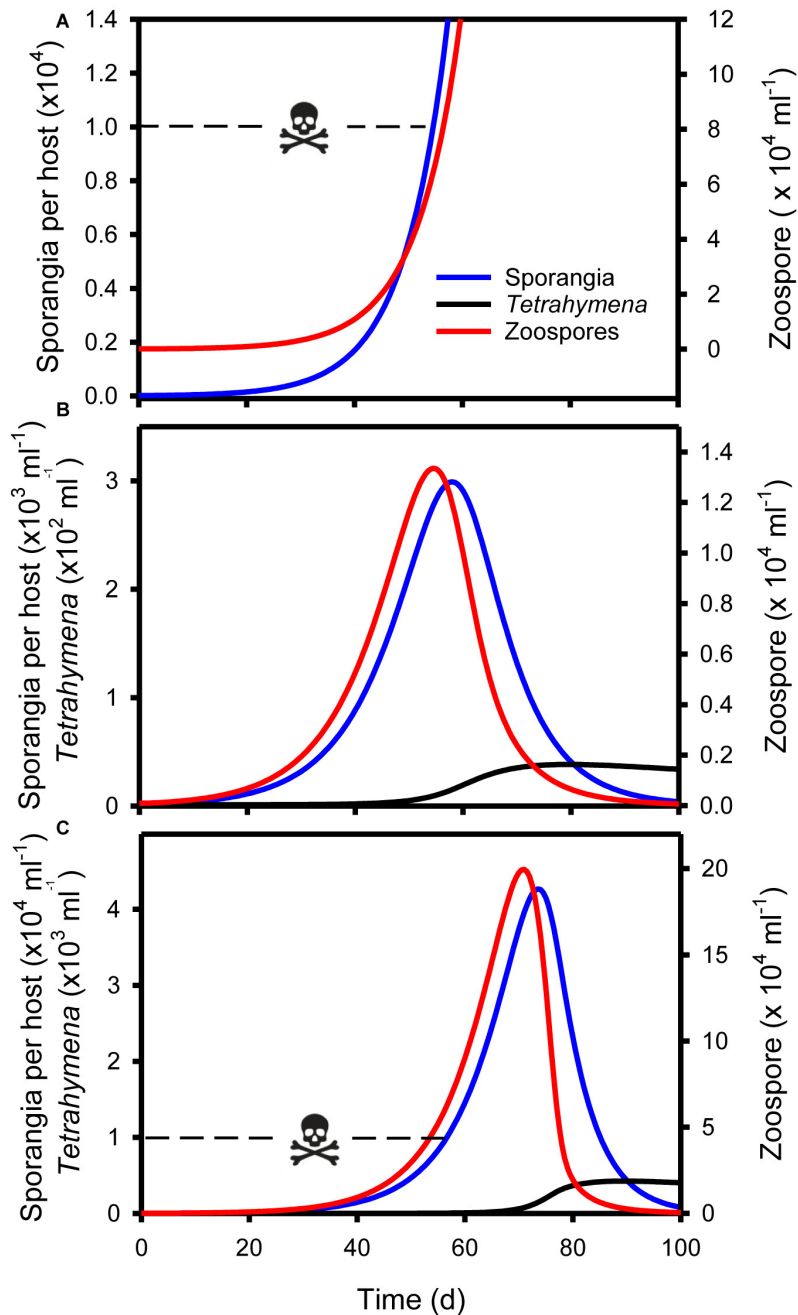 A
Sporangia per host (x10⁴)
1.4
1.2
1.0
0.8
0.6
0.4
0.2
0.0
12
10
8
6
4
2
0
Zoospore ( x 10⁴ ml⁻¹)
Sporangia
Tetrahymena
Zoospores
B
Sporangia per host (x10³ ml⁻¹)
Tetrahymena (x10² ml⁻¹)
3
2
1
0
1.4
1.2
1.0
0.8
0.6
0.4
0.2
0.0
Zoospore (x 10⁴ ml⁻¹)
C
Sporangia per host (x10⁴ ml⁻¹)
Tetrahymena (x10³ ml⁻¹)
4
3
2
1
0
20
15
10
5
0
Zoospore (x 10⁴ ml⁻¹)
0 20 40 60 80 100
Time (d)